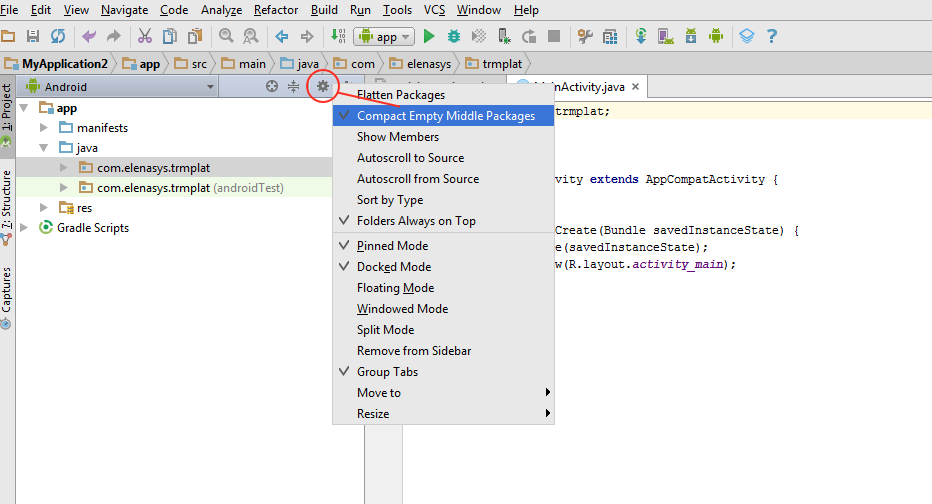 File Edit View Navigate Code Analyze Refactor Build Run Tools VCS Window Help
app
MyApplication2 app src main java com elenasys trmplat
1: Project
7: Structure
Captures
Android
app
manifests
java
com.elenasys.trmplat
com.elenasys.trmplat (androidTest)
res
Gradle Scripts
Flatten Packages
Compact Empty Middle Packages
Show Members
Autoscroll to Source
Autoscroll from Source
Sort by Type
Folders Always on Top
Pinned Mode
Docked Mode
Floating Mode
Windowed Mode
Split Mode
Remove from Sidebar
Group Tabs
Move to
Resize
inActivity.java
trmplat;
vity extends AppCompatActivity {
Create(Bundle savedInstanceState) {
e(savedInstanceState);
w(R.layout.activity_main);